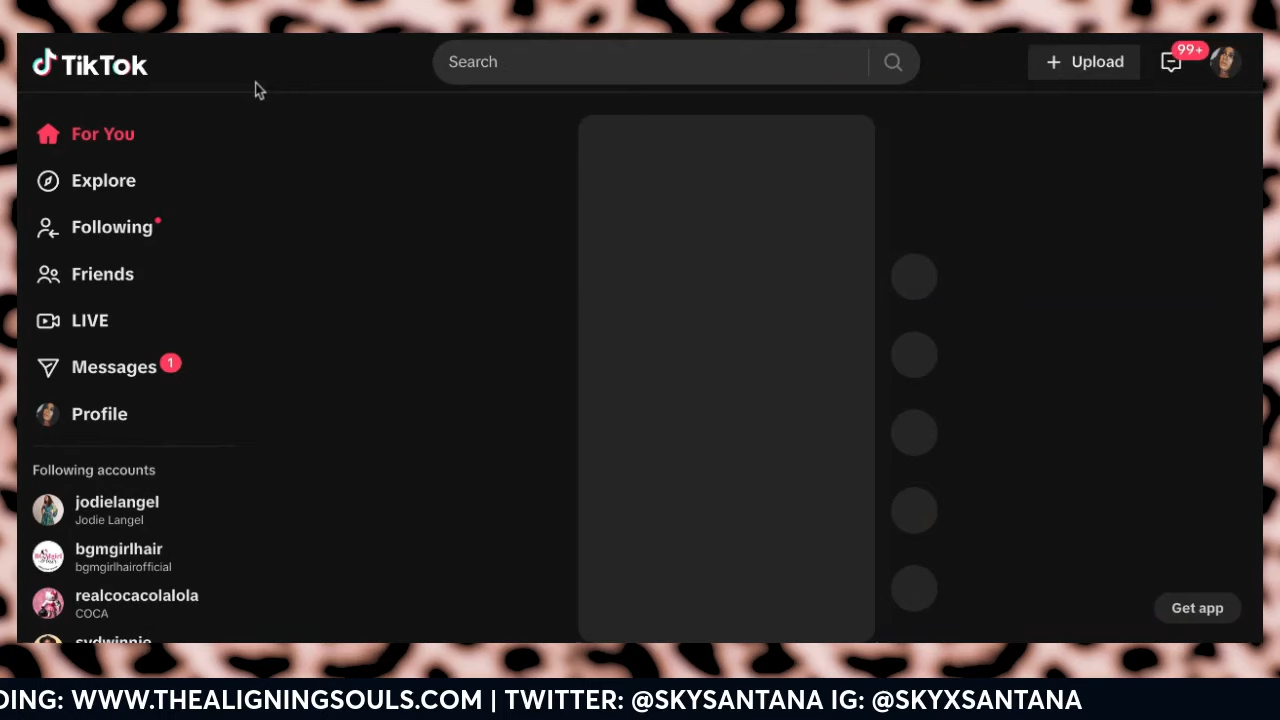 TikTok
Search
Upload
99+
For You
Explore
Following
Friends
LIVE
Messages 1
Profile
Following accounts
jodielangel
Jodie Langel
bgmgirlhair
bgmgirlhairofficial
realcocacolalola
COCA
sydwinnie
Get app
DING: WWW.THEALIGNINGSOULS.COM | TWITTER: @SKYSANTANA IG: @SKYXSANTANA